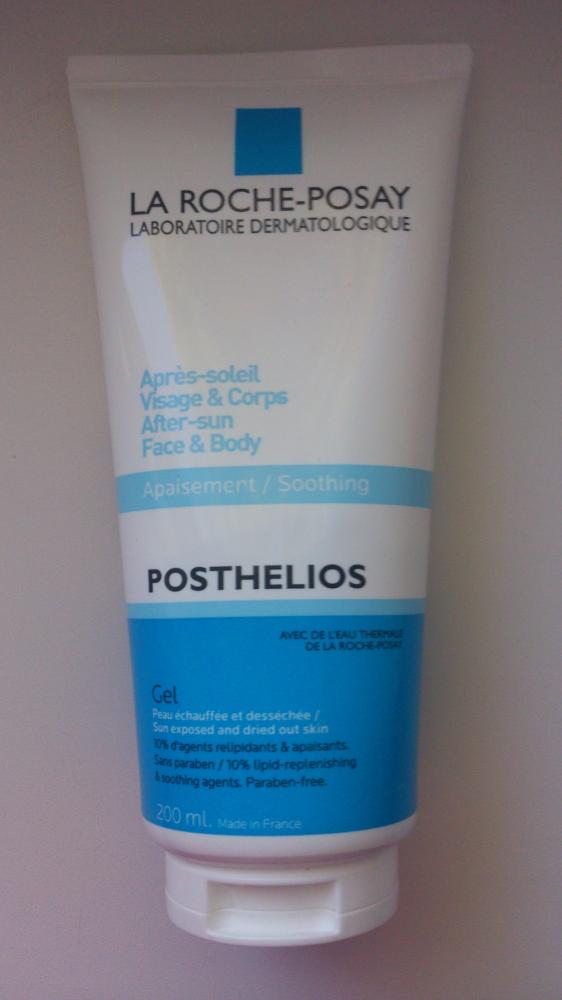 LA ROCHE-POSAY
LABORATOIRE DERMATOLOGIQUE
Après-soleil
Visage & Corps
After-sun
Face & Body
Apaisement / Soothing
POSTHELIOS
AVEC DE L'EAU THERMALE
DE LA ROCHE-POSAY
Gel
Peau échauffée et desséchée /
Sun exposed and dried out skin
10% d'agents relipidants & apaisants.
Sans paraben / 10% lipid-replenishing
& soothing agents. Paraben-free.
200 ml. Made in France